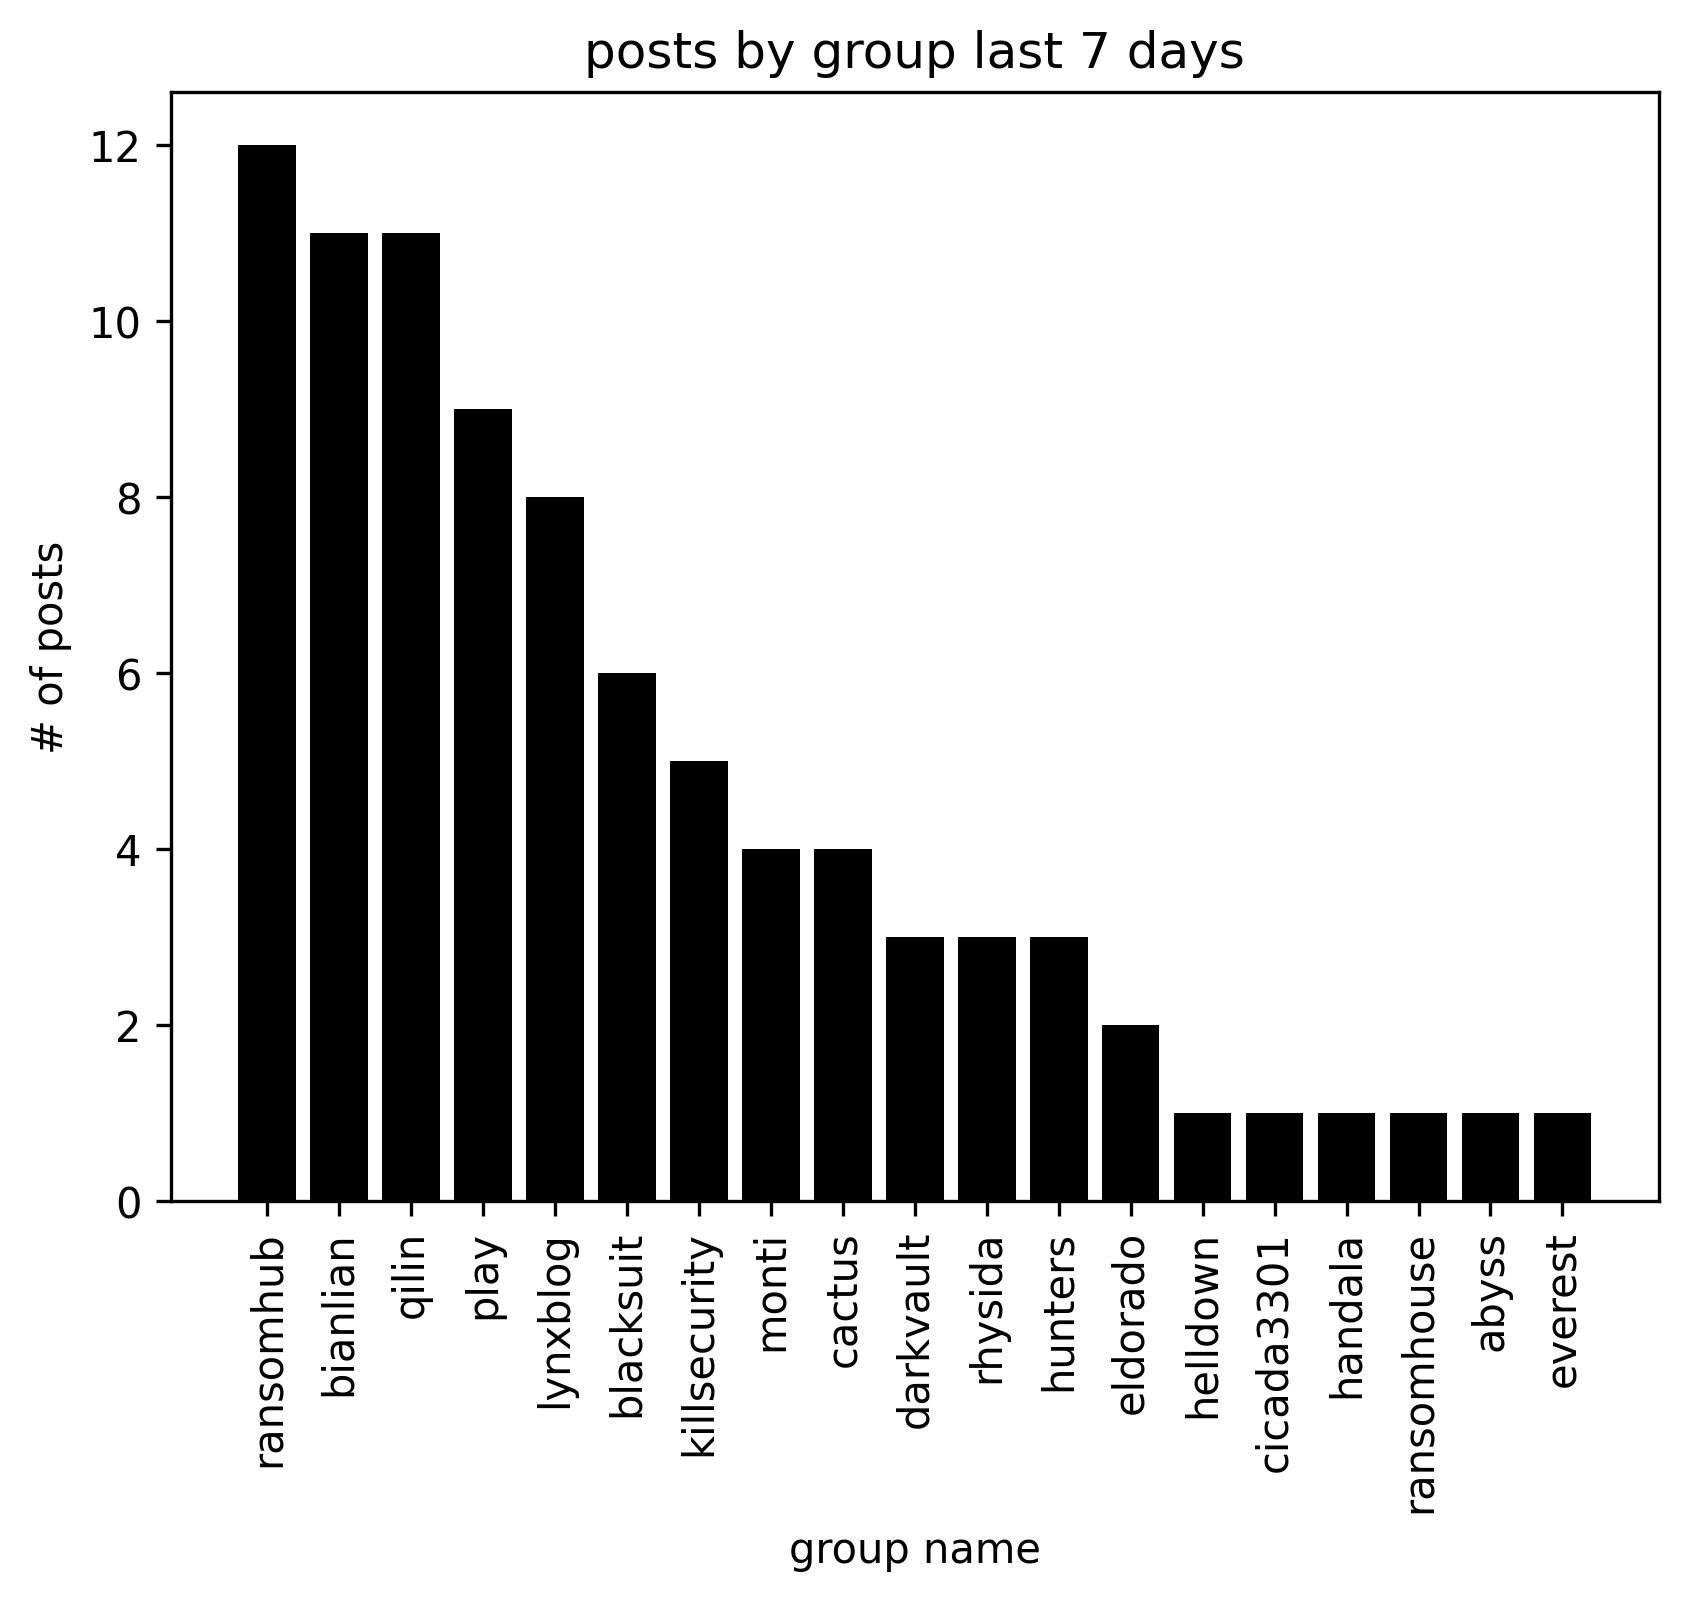 posts by group last 7 days
12
10
8
6
4
2
0
# of posts
ransomhub
bianlian
qilin
play
lynxblog
blacksuit
killsecurity
monti
cactus
darkvault
rhysida
hunters
eldorado
helldown
cicada3301
handala
ransomhouse
abyss
everest
group name